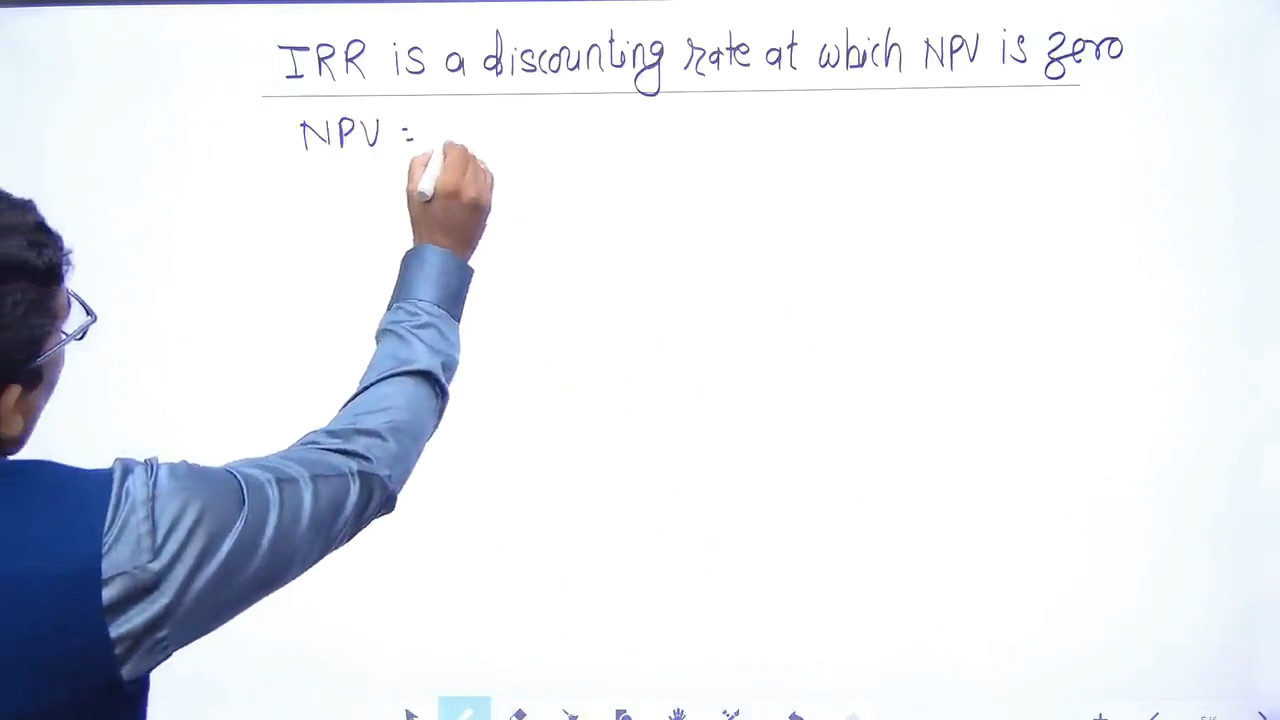 IRR is a discounting rate at which NPV is zero
NPV =